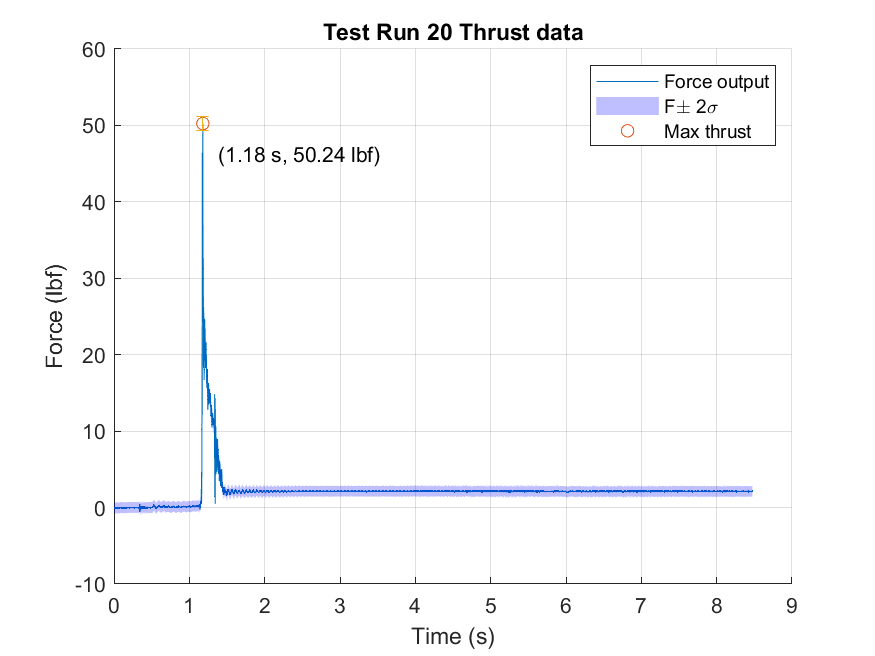 Test Run 20 Thrust data
60
50
40
30
20
10
0
-10
Force (lbf)
Force output
F± 2σ
Max thrust
(1.18 s, 50.24 lbf)
0 1 2 3 4 5 6 7 8 9
Time (s)